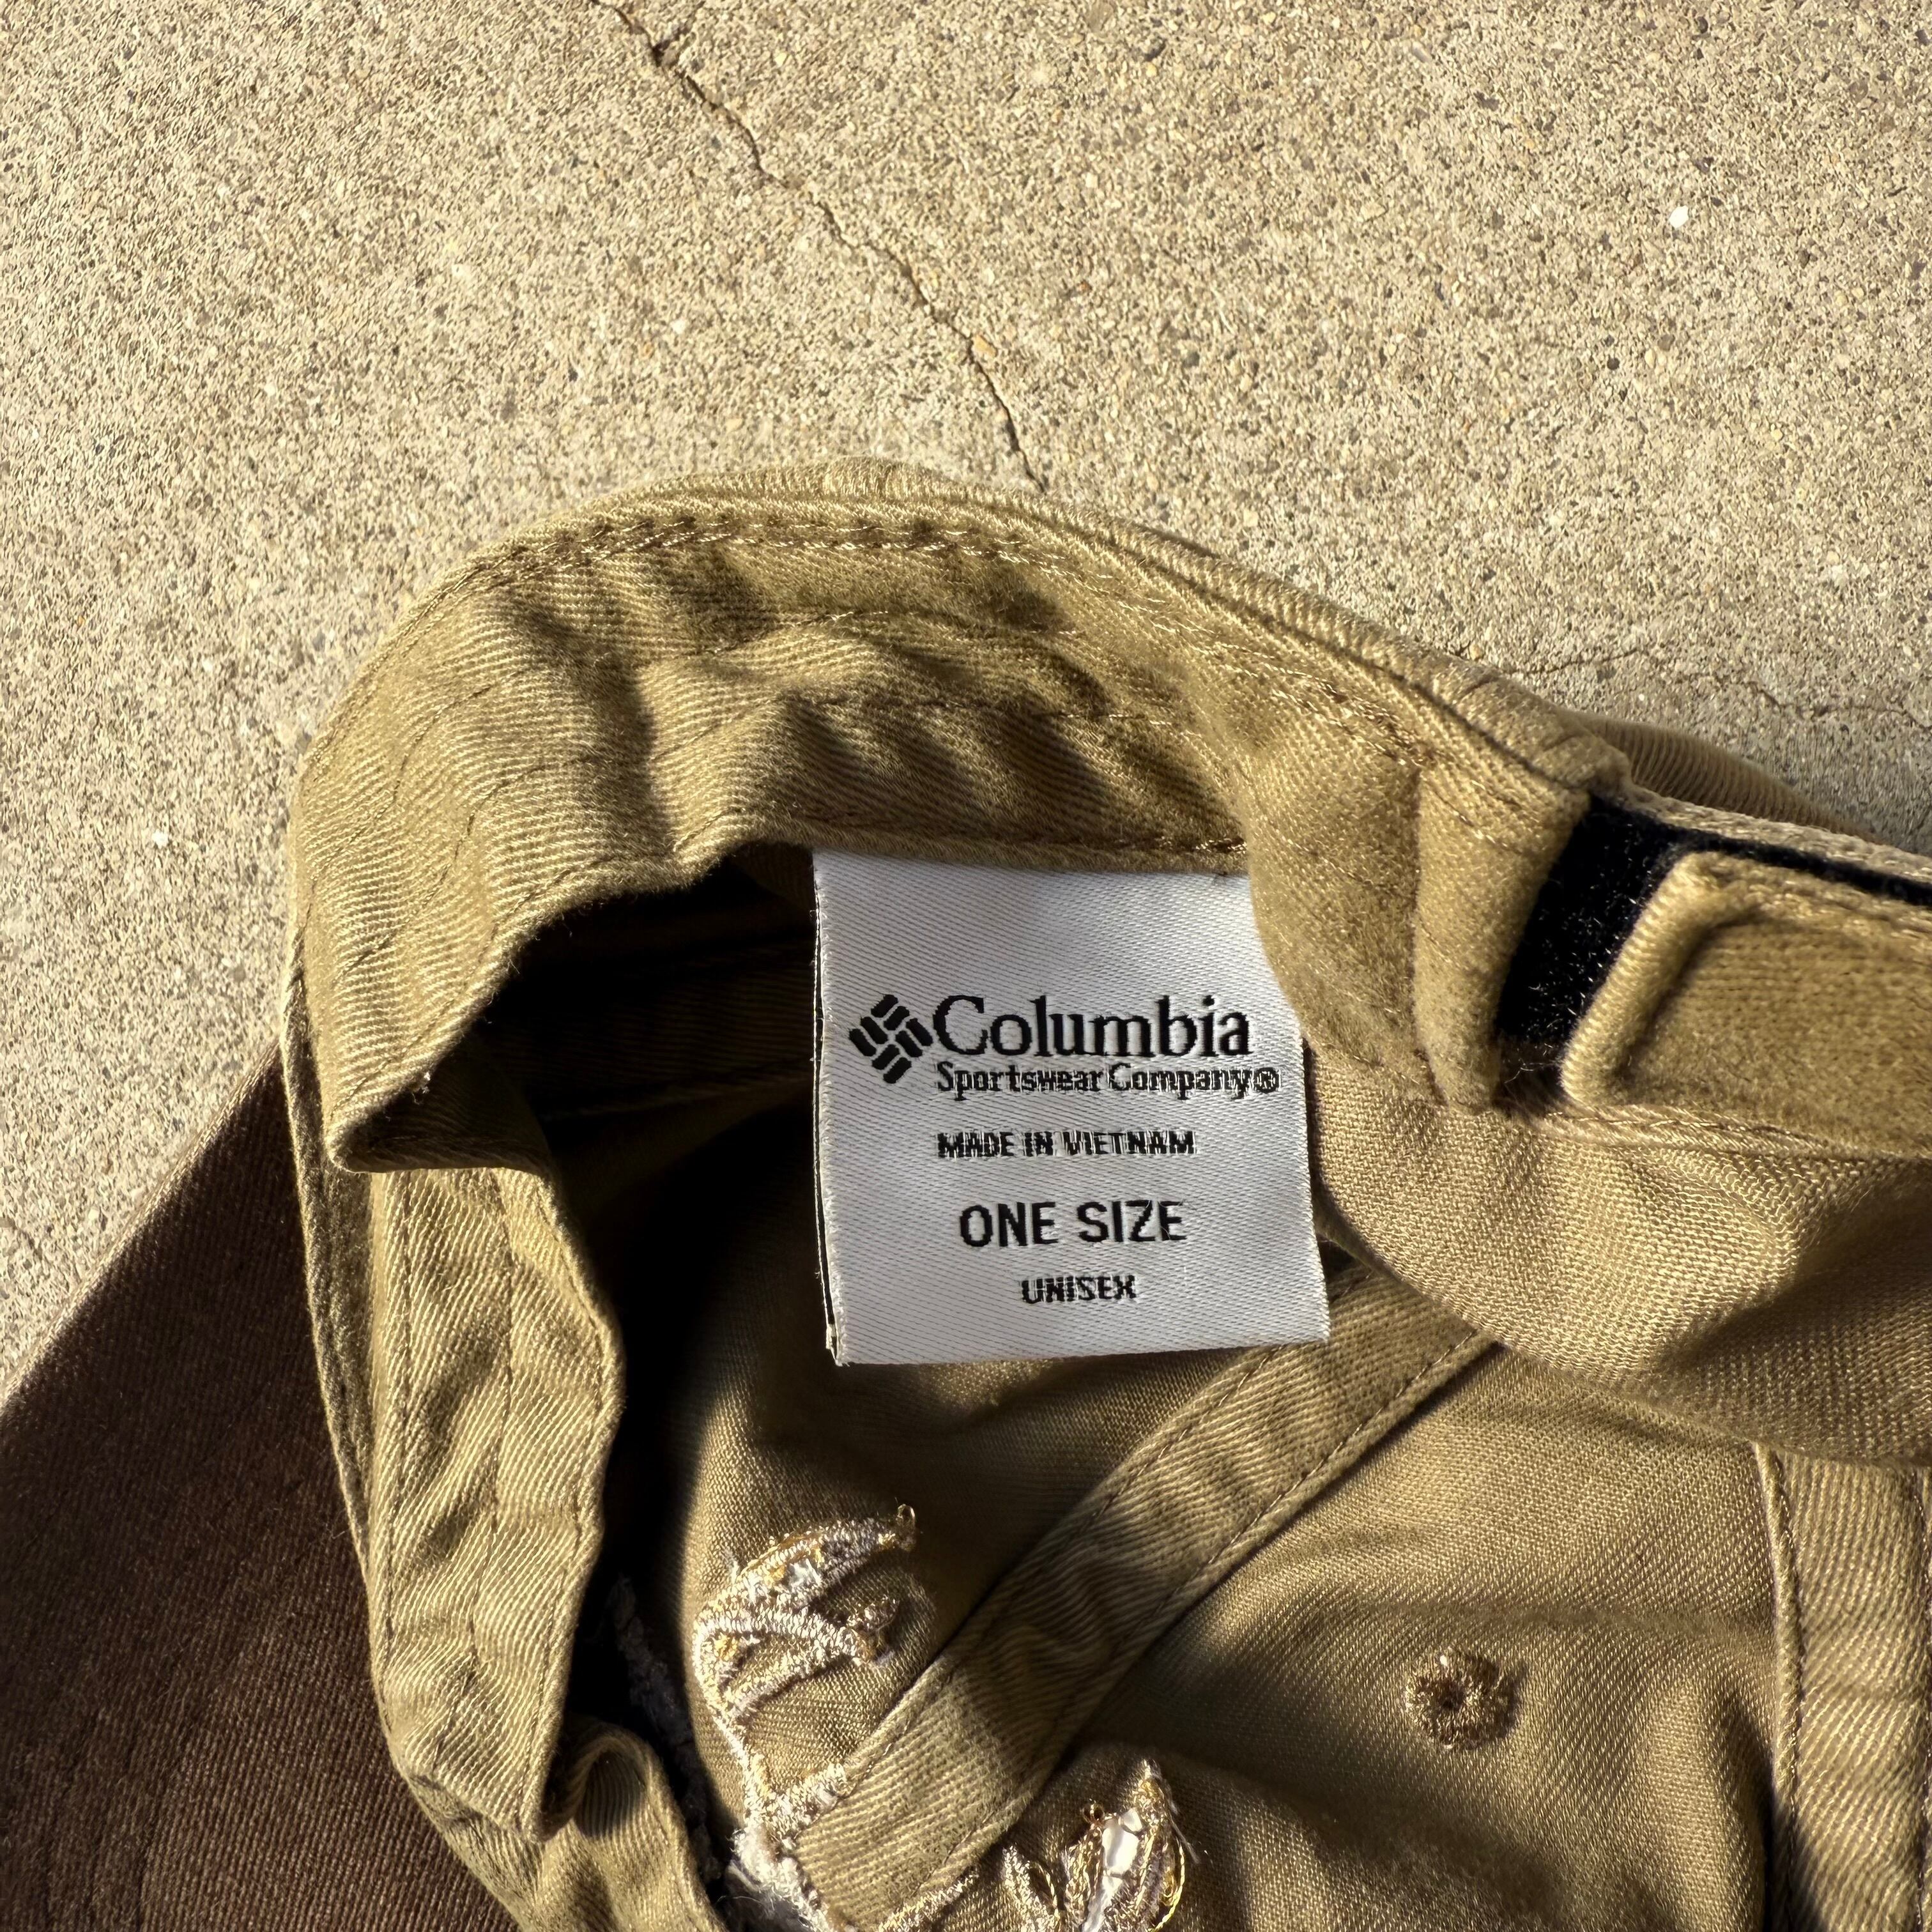 Columbia
Sportswear Company®
MADE IN VIETNAM
ONE SIZE
UNISEX